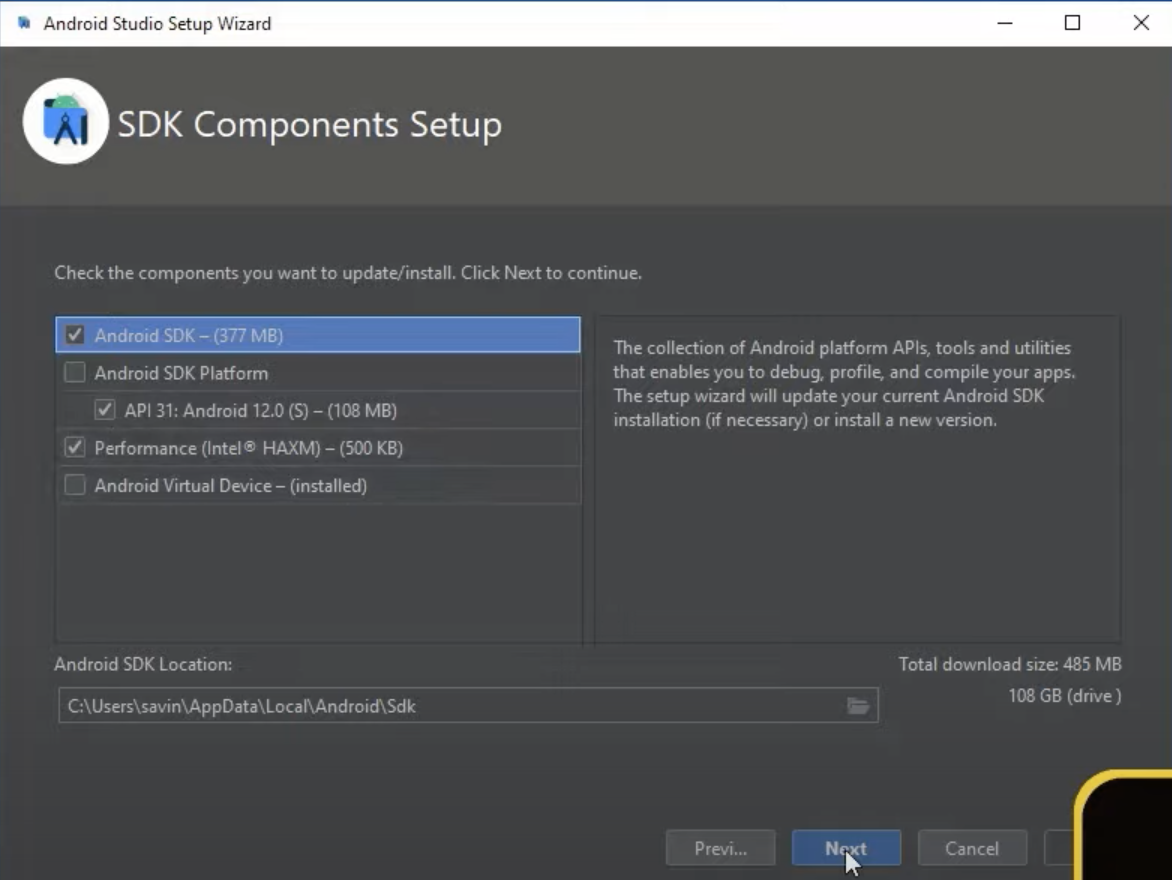 Android Studio Setup Wizard
SDK Components Setup
Check the components you want to update/install. Click Next to continue.
Android SDK – (377 MB)
Android SDK Platform
API 31: Android 12.0 (S) – (108 MB)
Performance (Intel® HAXM) – (500 KB)
Android Virtual Device – (installed)
The collection of Android platform APIs, tools and utilities
that enables you to debug, profile, and compile your apps.
The setup wizard will update your current Android SDK
installation (if necessary) or install a new version.
Android SDK Location:
C:\Users\savin\AppData\Local\Android\Sdk
Total download size: 485 MB
108 GB (drive )
Previ...
Next
Cancel